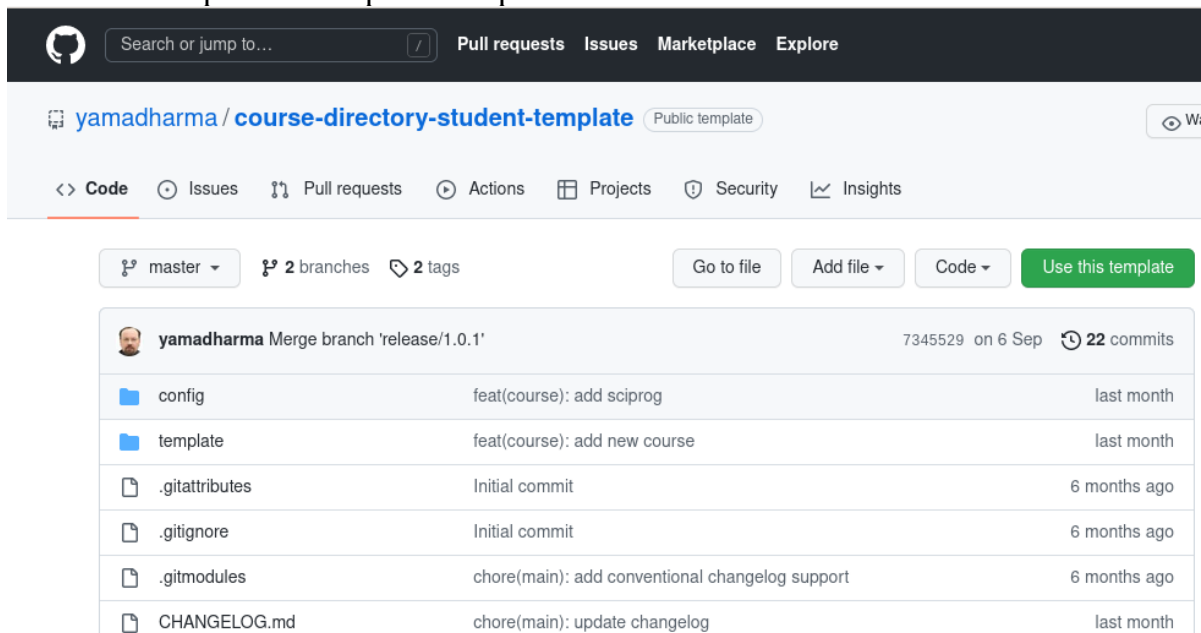 Search or jump to... / Pull requests Issues Marketplace Explore
yamadharma / course-directory-student-template Public template
<> Code Issues Pull requests Actions Projects Security Insights
master 2 branches 2 tags Go to file Add file Code Use this template
yamadharma Merge branch 'release/1.0.1' 7345529 on 6 Sep 22 commits
config feat(course): add sciprog last month
template feat(course): add new course last month
.gitattributes Initial commit 6 months ago
.gitignore Initial commit 6 months ago
.gitmodules chore(main): add conventional changelog support 6 months ago
CHANGELOG.md chore(main): update changelog last month